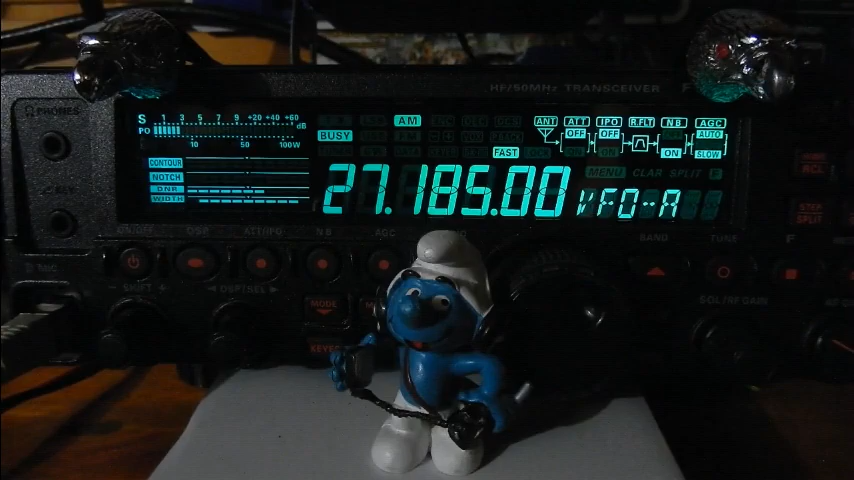 HF/50MHz TRANSCEIVER F
PHONES
S 1 3 5 7 9 +20 +40 +60 dB
PO
10 50 100W
AM
BUSY
FAST
ANT ATT IPO R.FLT NB AGC
OFF OFF AUTO
ON SLOW
CONTOUR
NOTCH
DNR
WIDTH
27.185.00
VFO-A
MENU CLAR SPLIT
RCL
STEP
SPLIT
ON/OFF DSP ATT/IPO NB AGC
BAND TUNE F
MIC
- SHIFT +
◄ DSP/SEL ►
MODE
M
KEYER
SQL/RF GAIN